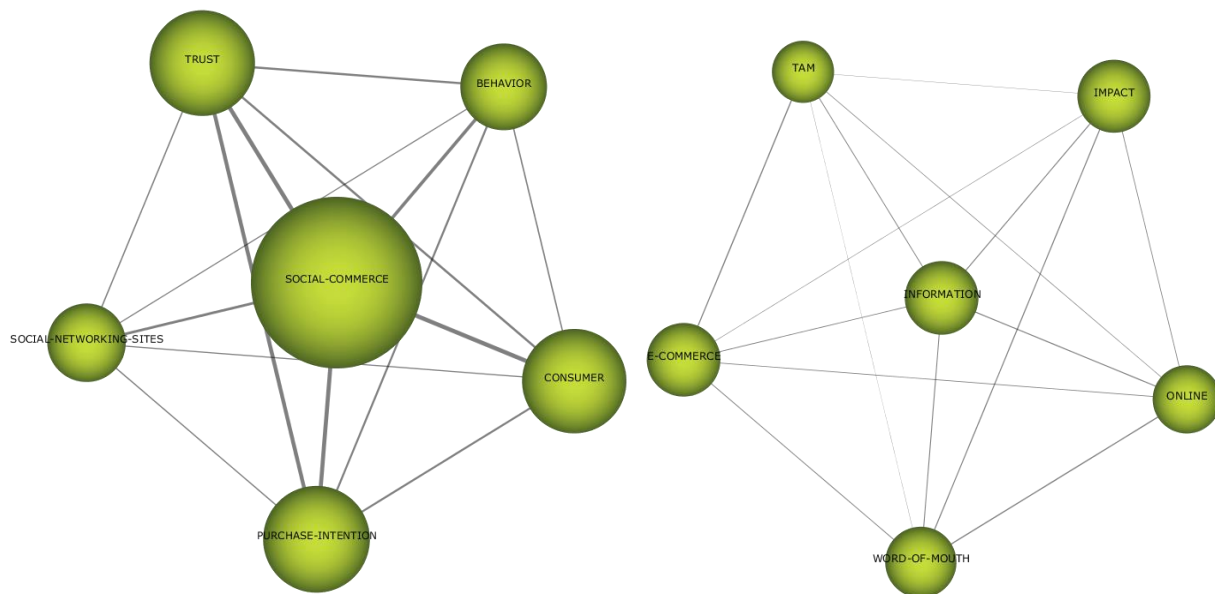 TRUST
BEHAVIOR
SOCIAL-COMMERCE
SOCIAL-NETWORKING-SITES
CONSUMER
PURCHASE-INTENTION
TAM
IMPACT
INFORMATION
E-COMMERCE
ONLINE
WORD-OF-MOUTH